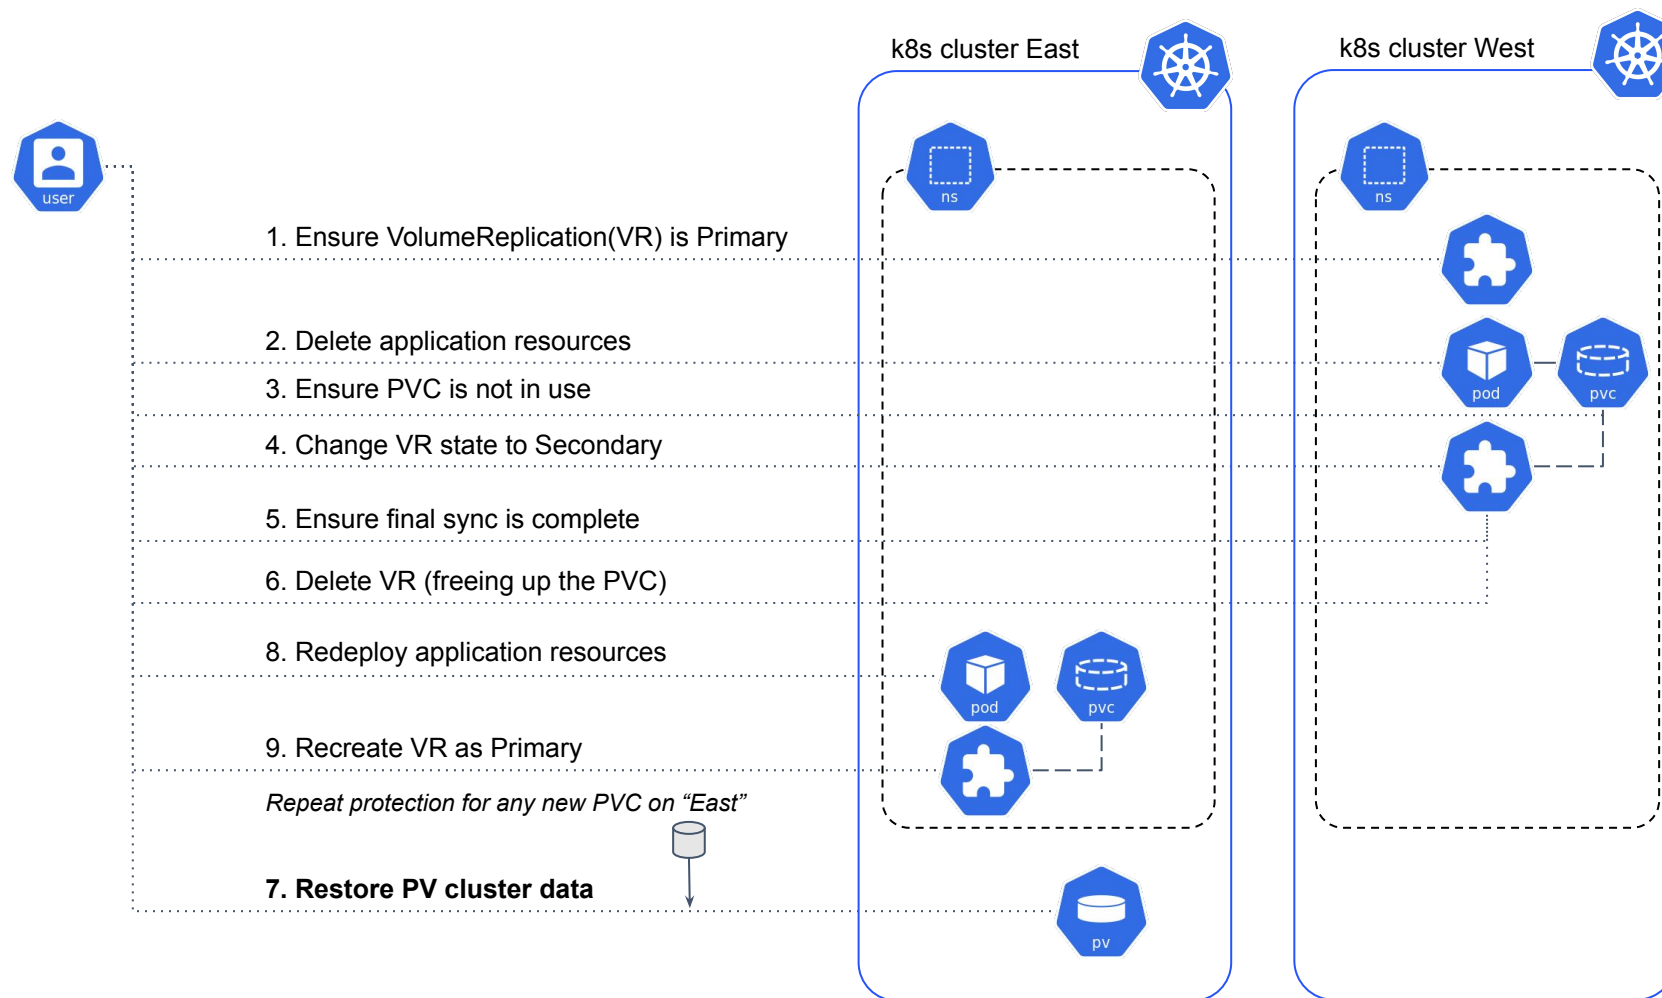 k8s cluster East
k8s cluster West
user
ns
ns
1. Ensure VolumeReplication(VR) is Primary
2. Delete application resources
pod
pvc
3. Ensure PVC is not in use
4. Change VR state to Secondary
5. Ensure final sync is complete
6. Delete VR (freeing up the PVC)
8. Redeploy application resources
pod
pvc
9. Recreate VR as Primary
Repeat protection for any new PVC on “East”
7. Restore PV cluster data
pv